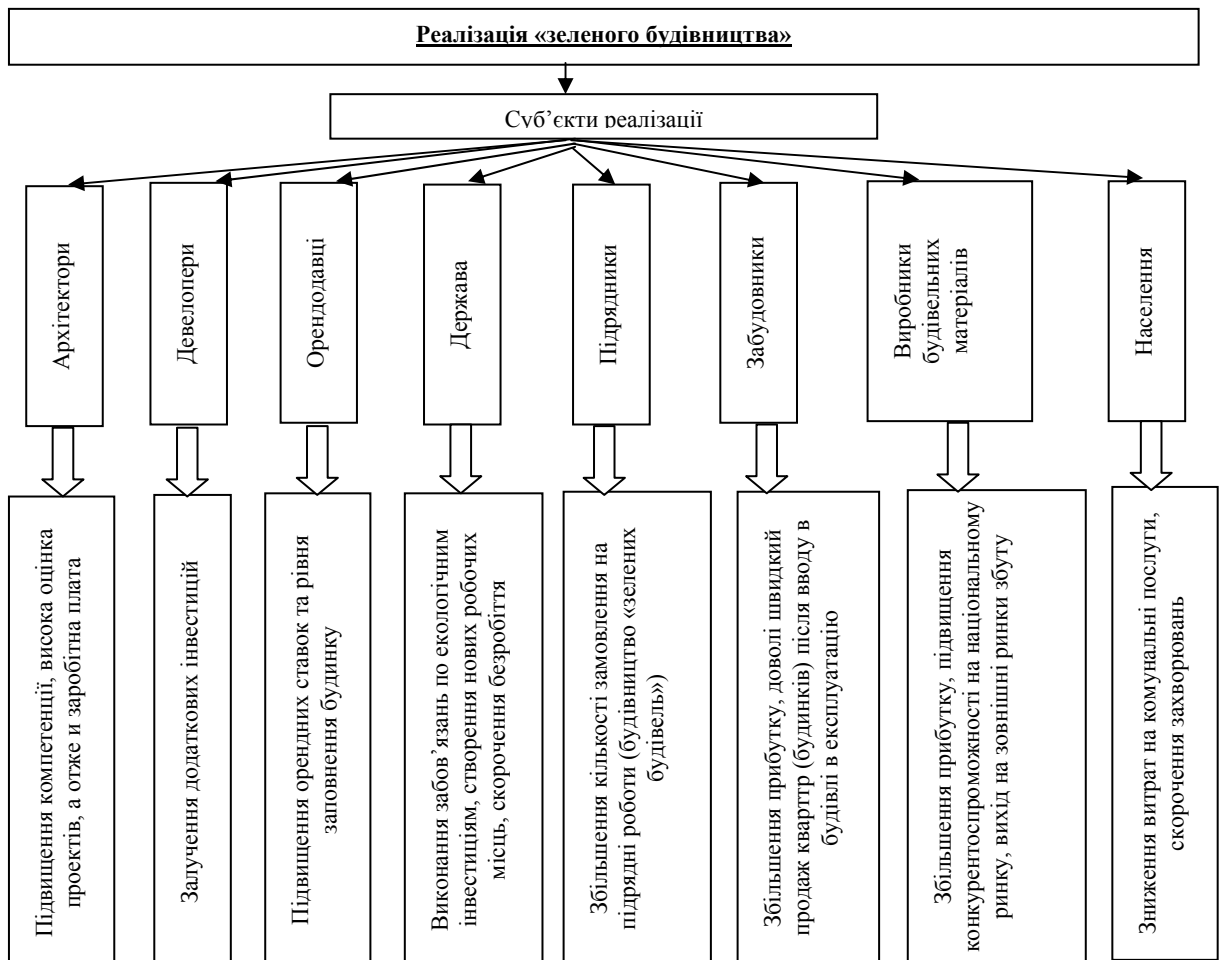 Реалізація «зеленого будівництва»
Суб’єкти реалізації
Архітектори
Девелопери
Орендодавці
Держава
Підрядники
Забудовники
Виробники
будівельних
матеріалів
Населення
Підвищення компетенції, висока оцінка
проектів, а отже и заробітна плата
Залучення додаткових інвестицій
Підвищення орендних ставок та рівня
заповнення будинку
Виконання забов’язань по екологічним
інвестиціям, створення нових робочих
місць, скорочення безробіття
Збільшення кількості замовлення на
підрядні роботи (будівництво «зелених
будівель»)
Збільшення прибутку, доволі швидкий
продаж кварттр (будинків) після вводу в
будівлі в експлуатацію
Збільшення прибутку, підвищення
конкурентоспроможності на національному
ринку, вихід на зовнішні ринки збуту
Зниження витрат на комунальні послуги,
скорочення захворювань